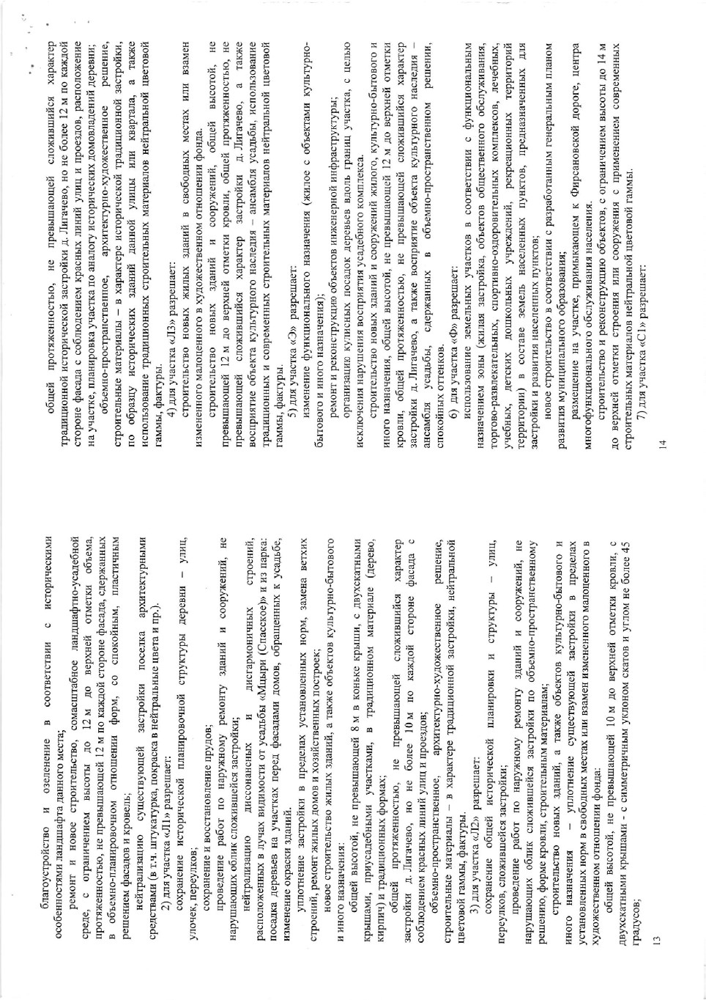 благоустройство и озеленение в соответствии с историческими
особенностями ландшафта данного места;
ремонт и новое строительство, сомасштабное ландшафтно-усадебной
среде, с ограничением высоты до 12 м до верхней отметки объема,
протяженностью, не превышающей 12 м по каждой стороне фасада, сдержанных
в объемно-планировочном отношении форм, со спокойным, пластичным
решением фасадов и кровель;
нейтрализацию существующей застройки поселка архитектурными
средствами (в т.ч. штукатурка, покраска в нейтральные цвета и пр.).
2) для участка «Л1» разрешает:
сохранение исторической планировочной структуры деревни – улиц,
улочек, переулков;
сохранение и восстановление прудов;
проведение работ по наружному ремонту зданий и сооружений, не
нарушающих облик сложившейся застройки;
нейтрализацию диссонансных и дисгармоничных строений,
расположенных в лучах видимости от усадьбы «Мцыри (Спасское)» и из парка:
посадка деревьев на участках перед фасадами домов, обращенных к усадьбе,
изменение окраски зданий.
уплотнение застройки в пределах установленных норм, замена ветхих
строений, ремонт жилых домов и хозяйственных построек;
новое строительство жилых зданий, а также объектов культурно-бытового
и иного назначения:
общей высотой, не превышающей 8 м в коньке крыши, с двухскатными
крышами, приусадебными участками, в традиционном материале (дерево,
кирпич) и традиционных формах;
общей протяженностью, не превышающей сложившийся характер
застройки д. Лигачево, но не более 10 м по каждой стороне фасада с
соблюдением красных линий улиц и проездов;
объемно-пространственное, архитектурно-художественное решение,
строительные материалы – в характере традиционной застройки, нейтральной
цветовой гаммы, фактуры.
3) для участка «Л2» разрешает:
сохранение общей исторической планировки и структуры – улиц,
переулков, сложившейся застройки;
проведение работ по наружному ремонту зданий и сооружений, не
нарушающих облик сложившейся застройки по объемно-пространственному
решению, форме кровли, строительным материалам;
строительство новых зданий, а также объектов культурно-бытового и
иного назначения – уплотнение существующей застройки в пределах
установленных норм в свободных местах или взамен измененного малоценного в
художественном отношении фонда:
общей высотой, не превышающей 10 м до верхней отметки кровли, с
двухскатными крышами - с симметричным уклоном скатов и углом не более 45
градусов;
13
общей протяженностью, не превышающей сложившийся характер
традиционной исторической застройки д. Лигачево, но не более 12 м по каждой
стороне фасада с соблюдением красных линий улиц и проездов, расположение
на участке, планировка участка по аналогу исторических домовладений деревни;
объемно-пространственное, архитектурно-художественное решение,
строительные материалы – в характере исторической традиционной застройки,
по образцу исторических зданий данной улицы или квартала, а также
использование традиционных строительных материалов нейтральной цветовой
гаммы, фактуры.
4) для участка «Л3» разрешает:
строительство новых жилых зданий в свободных местах или взамен
измененного малоценного в художественном отношении фонда.
строительство новых зданий и сооружений, общей высотой, не
превышающей 12 м до верхней отметки кровли, общей протяженностью, не
превышающей сложившийся характер застройки д. Лигачево, а также
восприятие объекта культурного наследия – ансамбля усадьбы, использование
традиционных и современных строительных материалов нейтральной цветовой
гаммы, фактуры.
5) для участка «Э» разрешает:
изменение функционального назначения (жилое с объектами культурно-
бытового и иного назначения);
ремонт и реконструкцию объектов инженерной инфраструктуры;
организацию кулисных посадок деревьев вдоль границ участка, с целью
исключения нарушения восприятия усадебного комплекса.
строительство новых зданий и сооружений жилого, культурно-бытового и
иного назначения, общей высотой, не превышающей 12 м до верхней отметки
кровли, общей протяженностью, не превышающей сложившийся характер
застройки д. Лигачево, а также восприятие объекта культурного наследия –
ансамбля усадьбы, сдержанных в объемно-пространственном решении,
спокойных оттенков.
6) для участка «Ф» разрешает:
использование земельных участков в соответствии с функциональным
назначением зоны (жилая застройка, объектов общественного обслуживания,
торгово-развлекательных, спортивно-оздоровительных комплексов, лечебных,
учебных, детских дошкольных учреждений, рекреационных территорий
территории) в составе земель населенных пунктов, предназначенных для
застройки и развития населенных пунктов;
новое строительство в соответствии с разработанным генеральным планом
развития муниципального образования;
размещение на участке, примыкающем к Фирсановской дороге, центра
многофункционального обслуживания населения.
строительство и реконструкцию объектов, с ограничением высоты до 14 м
до верхней отметки строения или сооружения с применением современных
строительных материалов нейтральной цветовой гаммы.
7) для участка «С1» разрешает:
14